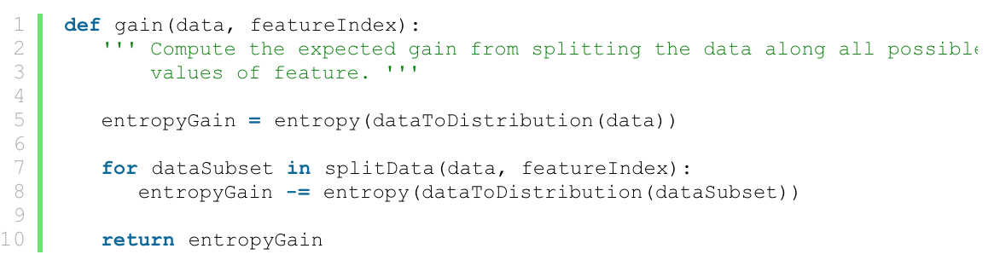 1 def gain(data, featureIndex):
2 ''' Compute the expected gain from splitting the data along all possible
3 values of feature. '''
4
5 entropyGain = entropy(dataToDistribution(data))
6
7 for dataSubset in splitData(data, featureIndex):
8 entropyGain -= entropy(dataToDistribution(dataSubset))
9
10 return entropyGain